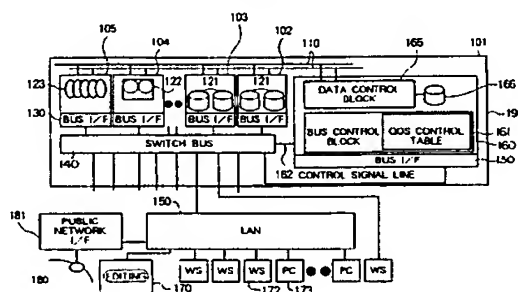 105
104
103
102
110
165
101
123
122
121
121
DATA CONTROL
BLOCK
166
19
130
BUS I/F
BUS I/F
BUS I/F
BUS I/F
BUS CONTROL
BLOCK
QOS CONTROL
TABLE
161
160
140
SWITCH BUS
BUS I/F
130
162
CONTROL SIGNAL LINE
150
181
PUBLIC
NETWORK
I/F
LAN
180
EDITING
170
WS
WS
WS
PC
PC
WS
172
173